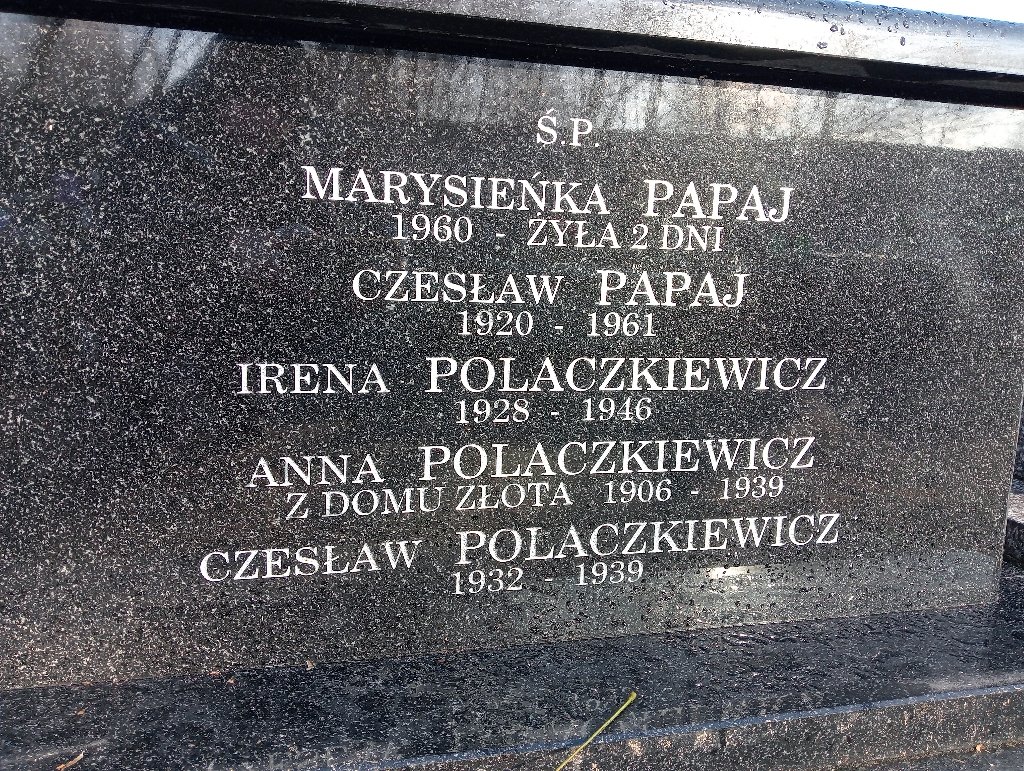 Ś.P.
MARYSIEŃKA PAPAJ
1960 - ŻYŁA 2 DNI
CZESŁAW PAPAJ
1920 - 1961
IRENA POLACZKIEWICZ
1928 - 1946
ANNA POLACZKIEWICZ
Z DOMU ZŁOTA 1906 - 1939
CZESŁAW POLACZKIEWICZ
1932 - 1939